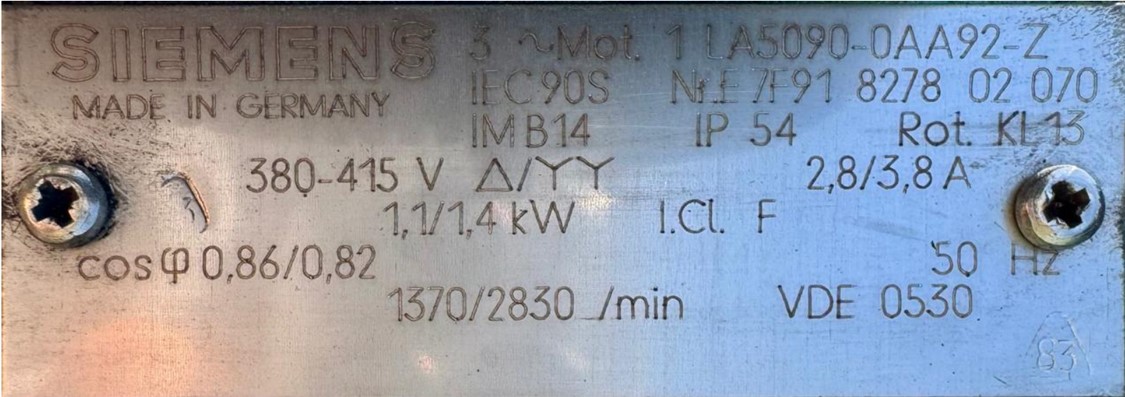 SIEMENS 3 ~Mot. 1 LA5090-0AA92-Z
MADE IN GERMANY IEC 90S Nr.E 7F91 8278 02 070
IM B14 IP 54 Rot. KL 13
380-415 V △/YY 2,8/3,8 A
1,1/1,4 kW I.Cl. F
cos φ 0,86/0,82 50 Hz
1370/2830 /min VDE 0530
83